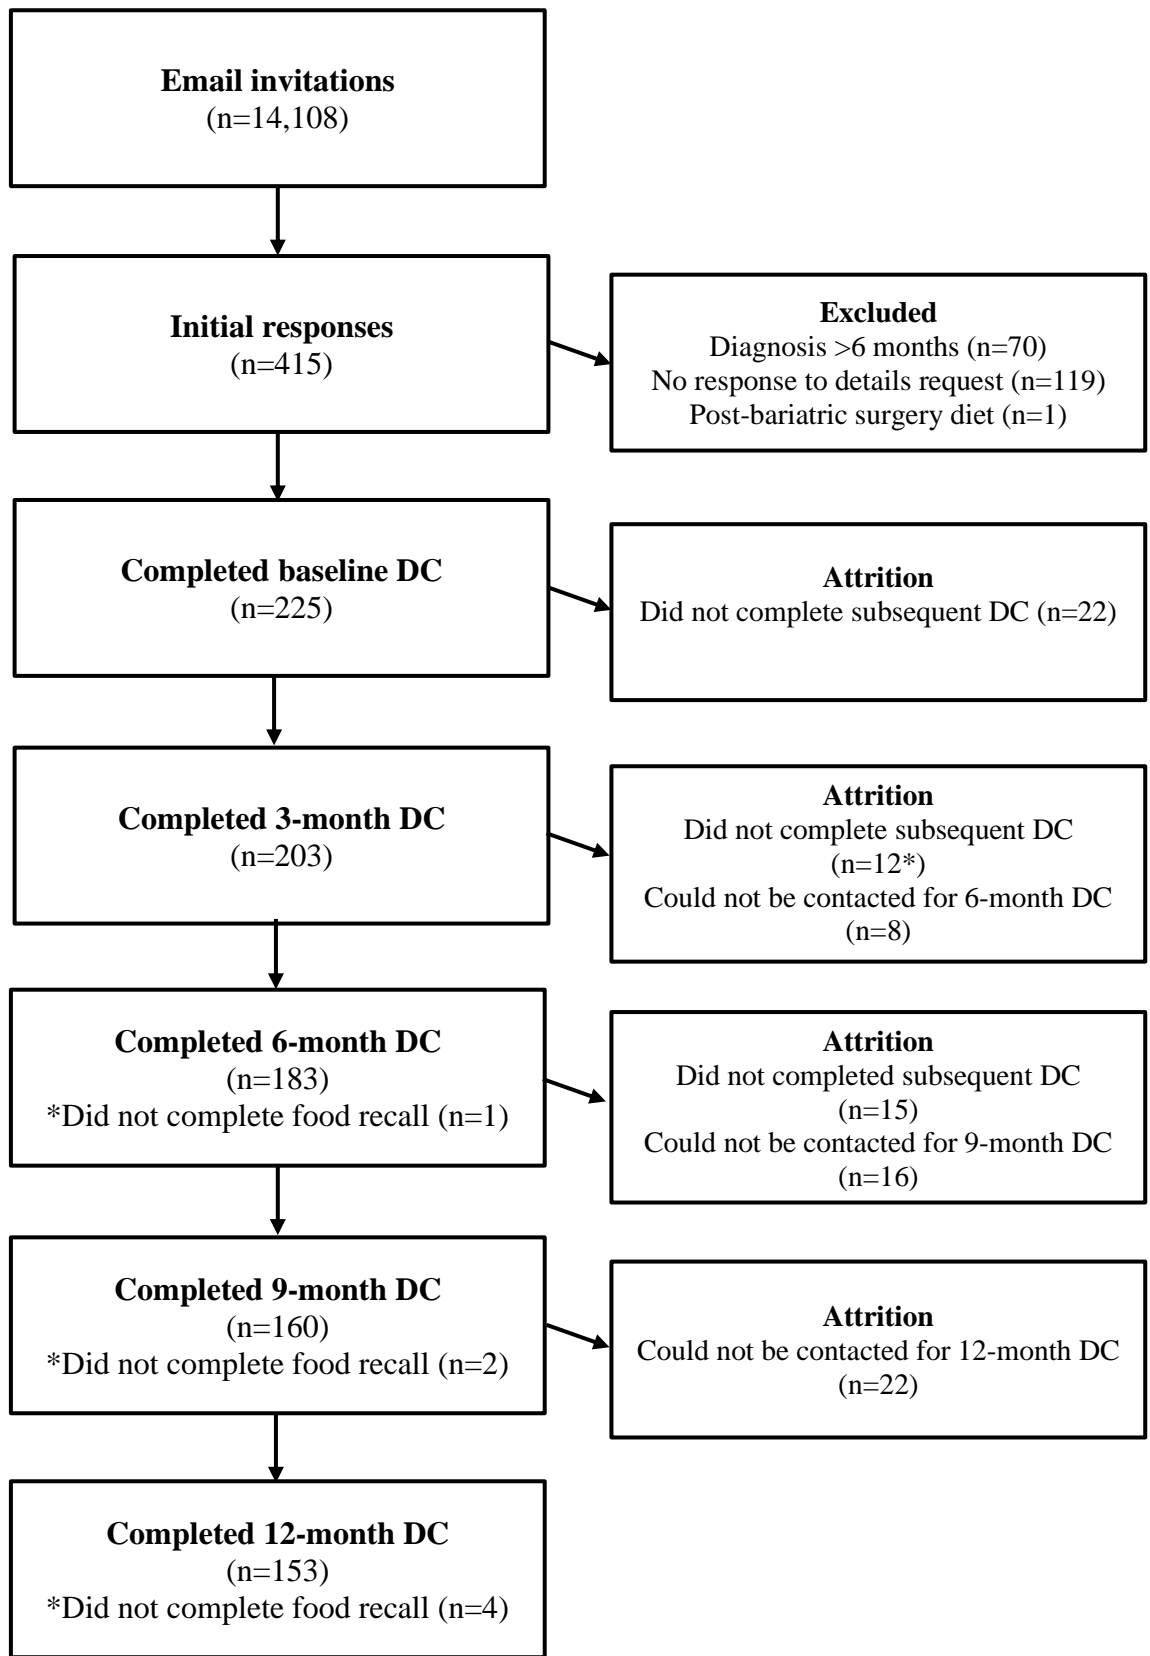 Email invitations
(n=14,108)
Initial responses
(n=415)
Excluded
Diagnosis >6 months (n=70)
No response to details request (n=119)
Post-bariatric surgery diet (n=1)
Completed baseline DC
(n=225)
Attrition
Did not complete subsequent DC (n=22)
Completed 3-month DC
(n=203)
Attrition
Did not complete subsequent DC
(n=12*)
Could not be contacted for 6-month DC
(n=8)
Completed 6-month DC
(n=183)
*Did not complete food recall (n=1)
Attrition
Did not completed subsequent DC
(n=15)
Could not be contacted for 9-month DC
(n=16)
Completed 9-month DC
(n=160)
*Did not complete food recall (n=2)
Attrition
Could not be contacted for 12-month DC
(n=22)
Completed 12-month DC
(n=153)
*Did not complete food recall (n=4)